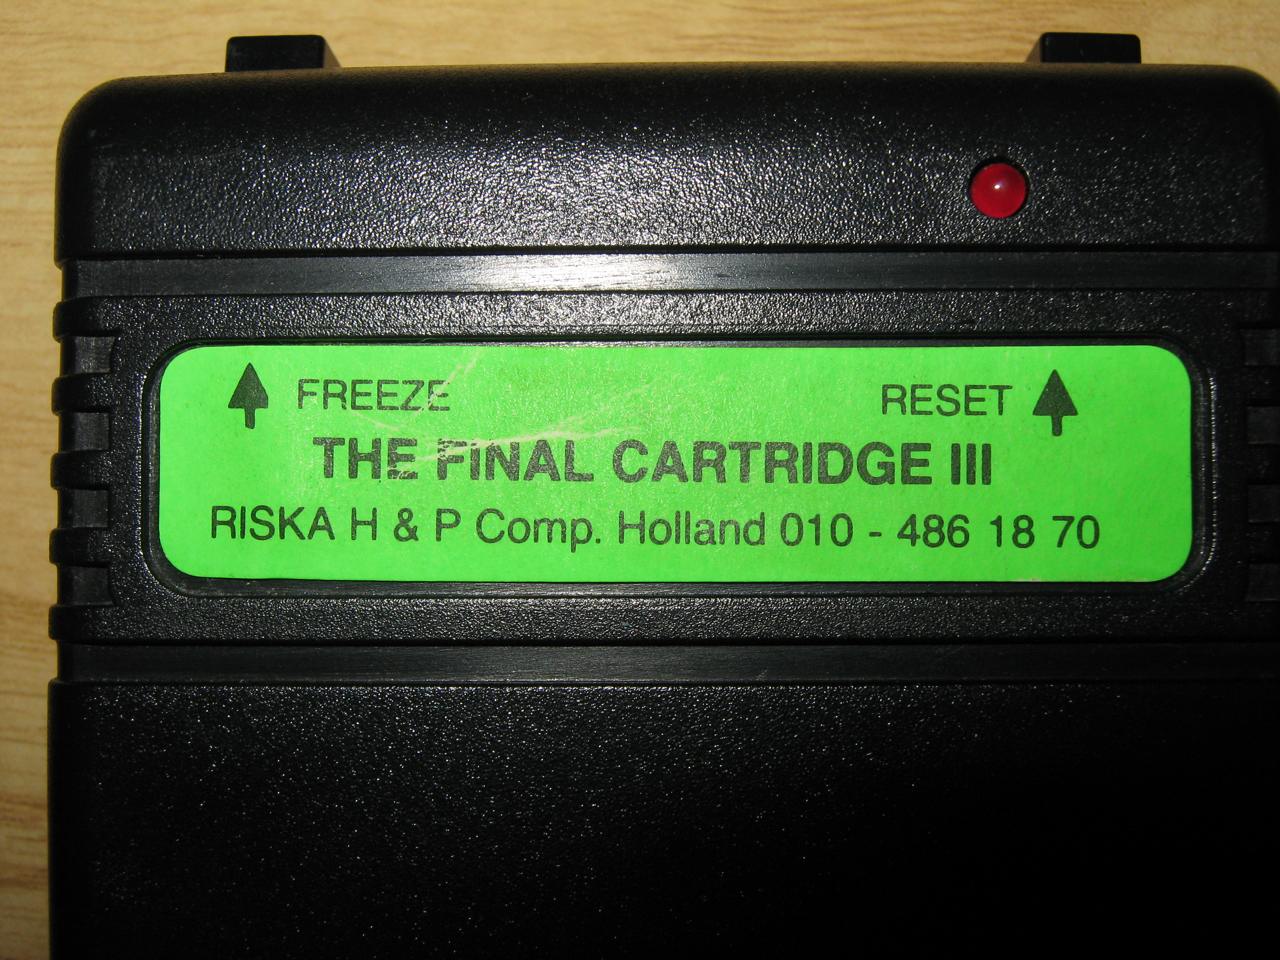 FREEZE RESET
THE FINAL CARTRIDGE III
RISKA H & P Comp. Holland 010 - 486 18 70